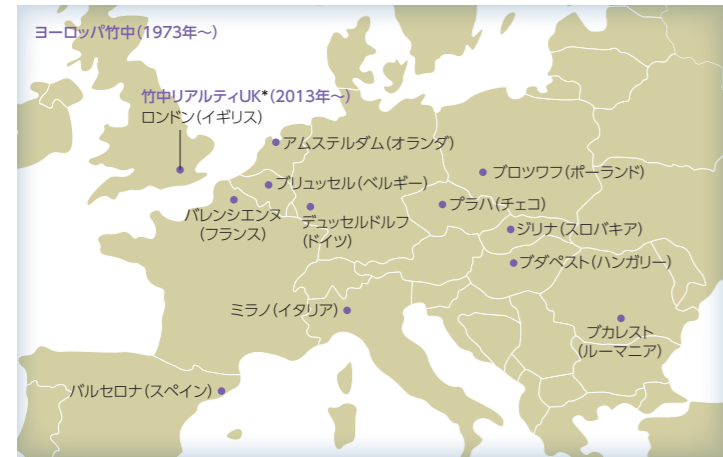 ヨーロッパ竹中（1973年～）
竹中リアルティUK*（2013年～）
ロンドン（イギリス）
アムステルダム（オランダ）
ブロツワフ（ポーランド）
ブリュッセル（ベルギー）
プラハ（チェコ）
バレンシエンヌ
（フランス）
デュッセルドルフ
（ドイツ）
ジリナ（スロバキア）
ブダペスト（ハンガリー）
ミラノ（イタリア）
ブカレスト
（ルーマニア）
バルセロナ（スペイン）